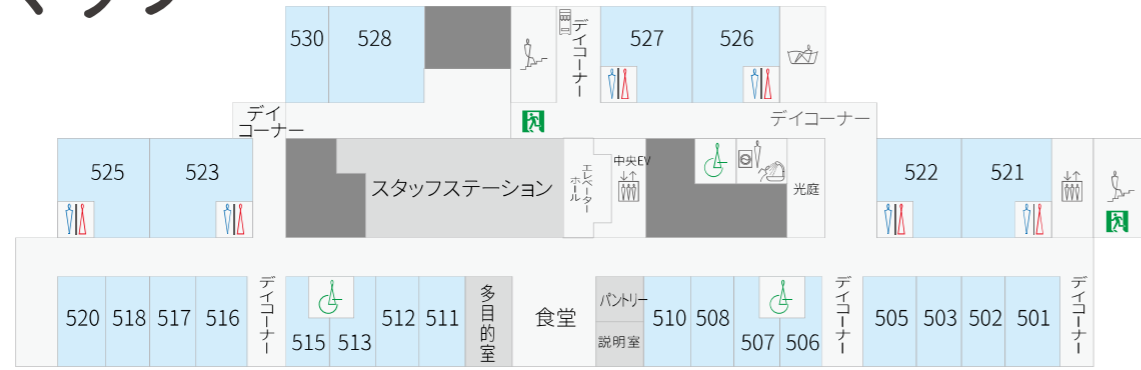 530
528
デイコーナー
527
526
デイ
コーナー
デイコーナー
525
523
スタッフステーション
エレベーター
ホール
中央EV
光庭
522
521
520
518
517
516
デイコーナー
515
513
512
511
多目的室
食堂
パントリー
説明室
510
508
507
506
デイコーナー
505
503
502
501
デイコーナー